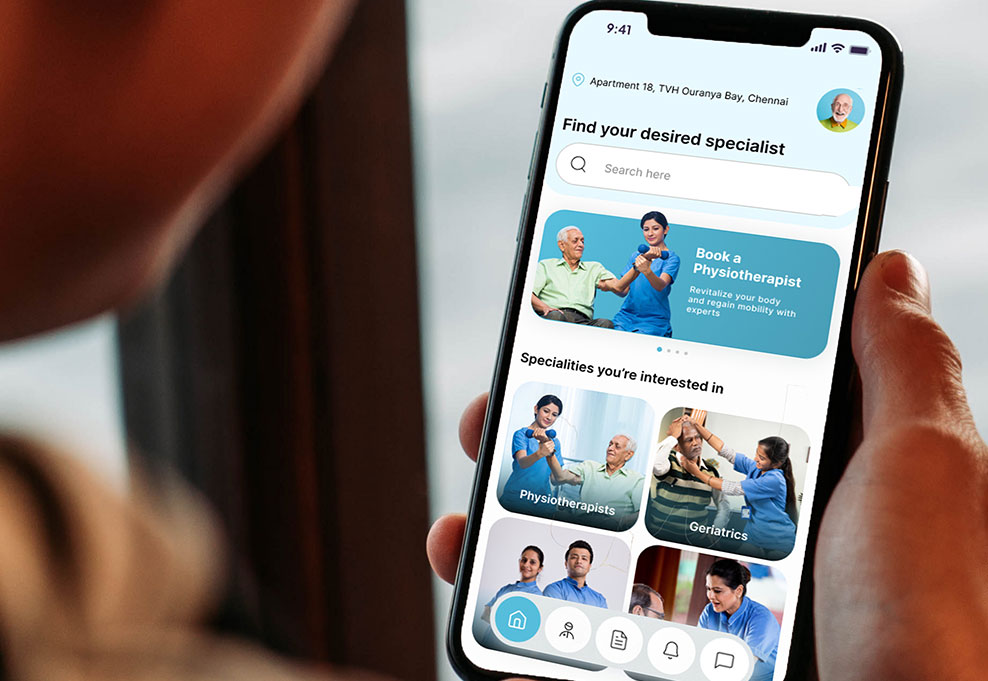 9:41
Apartment 18, TVH Ouranya Bay, Chennai
Find your desired specialist
Search here
Book a
Physiotherapist
Revitalize your body
and regain mobility with
experts
Specialities you're interested in
Physiotherapists
Geriatrics